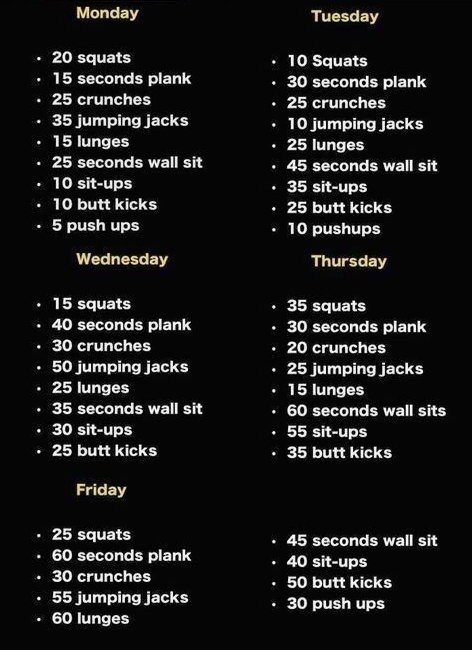 Monday
• 20 squats
• 15 seconds plank
• 25 crunches
• 35 jumping jacks
• 15 lunges
• 25 seconds wall sit
• 10 sit-ups
• 10 butt kicks
• 5 push ups
Tuesday
• 10 Squats
• 30 seconds plank
• 25 crunches
• 10 jumping jacks
• 25 lunges
• 45 seconds wall sit
• 35 sit-ups
• 25 butt kicks
• 10 pushups
Wednesday
• 15 squats
• 40 seconds plank
• 30 crunches
• 50 jumping jacks
• 25 lunges
• 35 seconds wall sit
• 30 sit-ups
• 25 butt kicks
Thursday
• 35 squats
• 30 seconds plank
• 20 crunches
• 25 jumping jacks
• 15 lunges
• 60 seconds wall sits
• 55 sit-ups
• 35 butt kicks
Friday
• 25 squats
• 60 seconds plank
• 30 crunches
• 55 jumping jacks
• 60 lunges
• 45 seconds wall sit
• 40 sit-ups
• 50 butt kicks
• 30 push ups